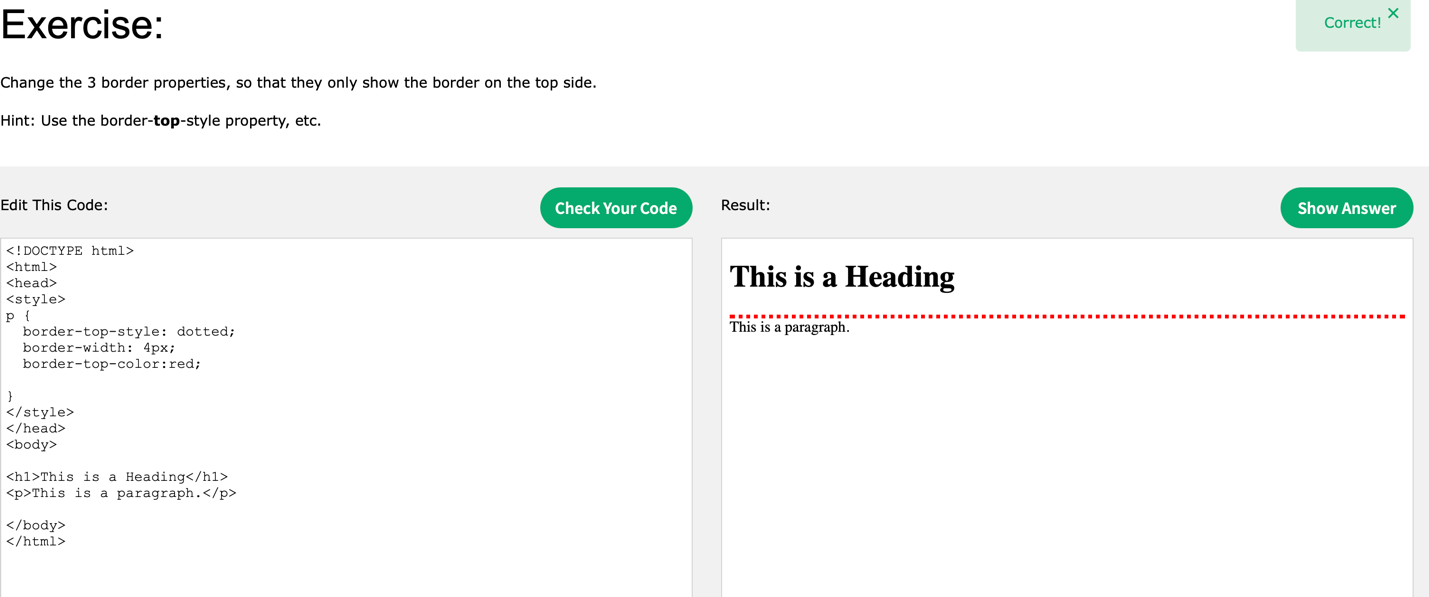 Exercise:
Correct! ×
Change the 3 border properties, so that they only show the border on the top side.
Hint: Use the border-top-style property, etc.
Edit This Code:
Check Your Code
Result:
Show Answer
<!DOCTYPE html>
<html>
<head>
<style>
p {
  border-top-style: dotted;
  border-width: 4px;
  border-top-color:red;
}
</style>
</head>
<body>
<h1>This is a Heading</h1>
<p>This is a paragraph.</p>
</body>
</html>
This is a Heading
This is a paragraph.